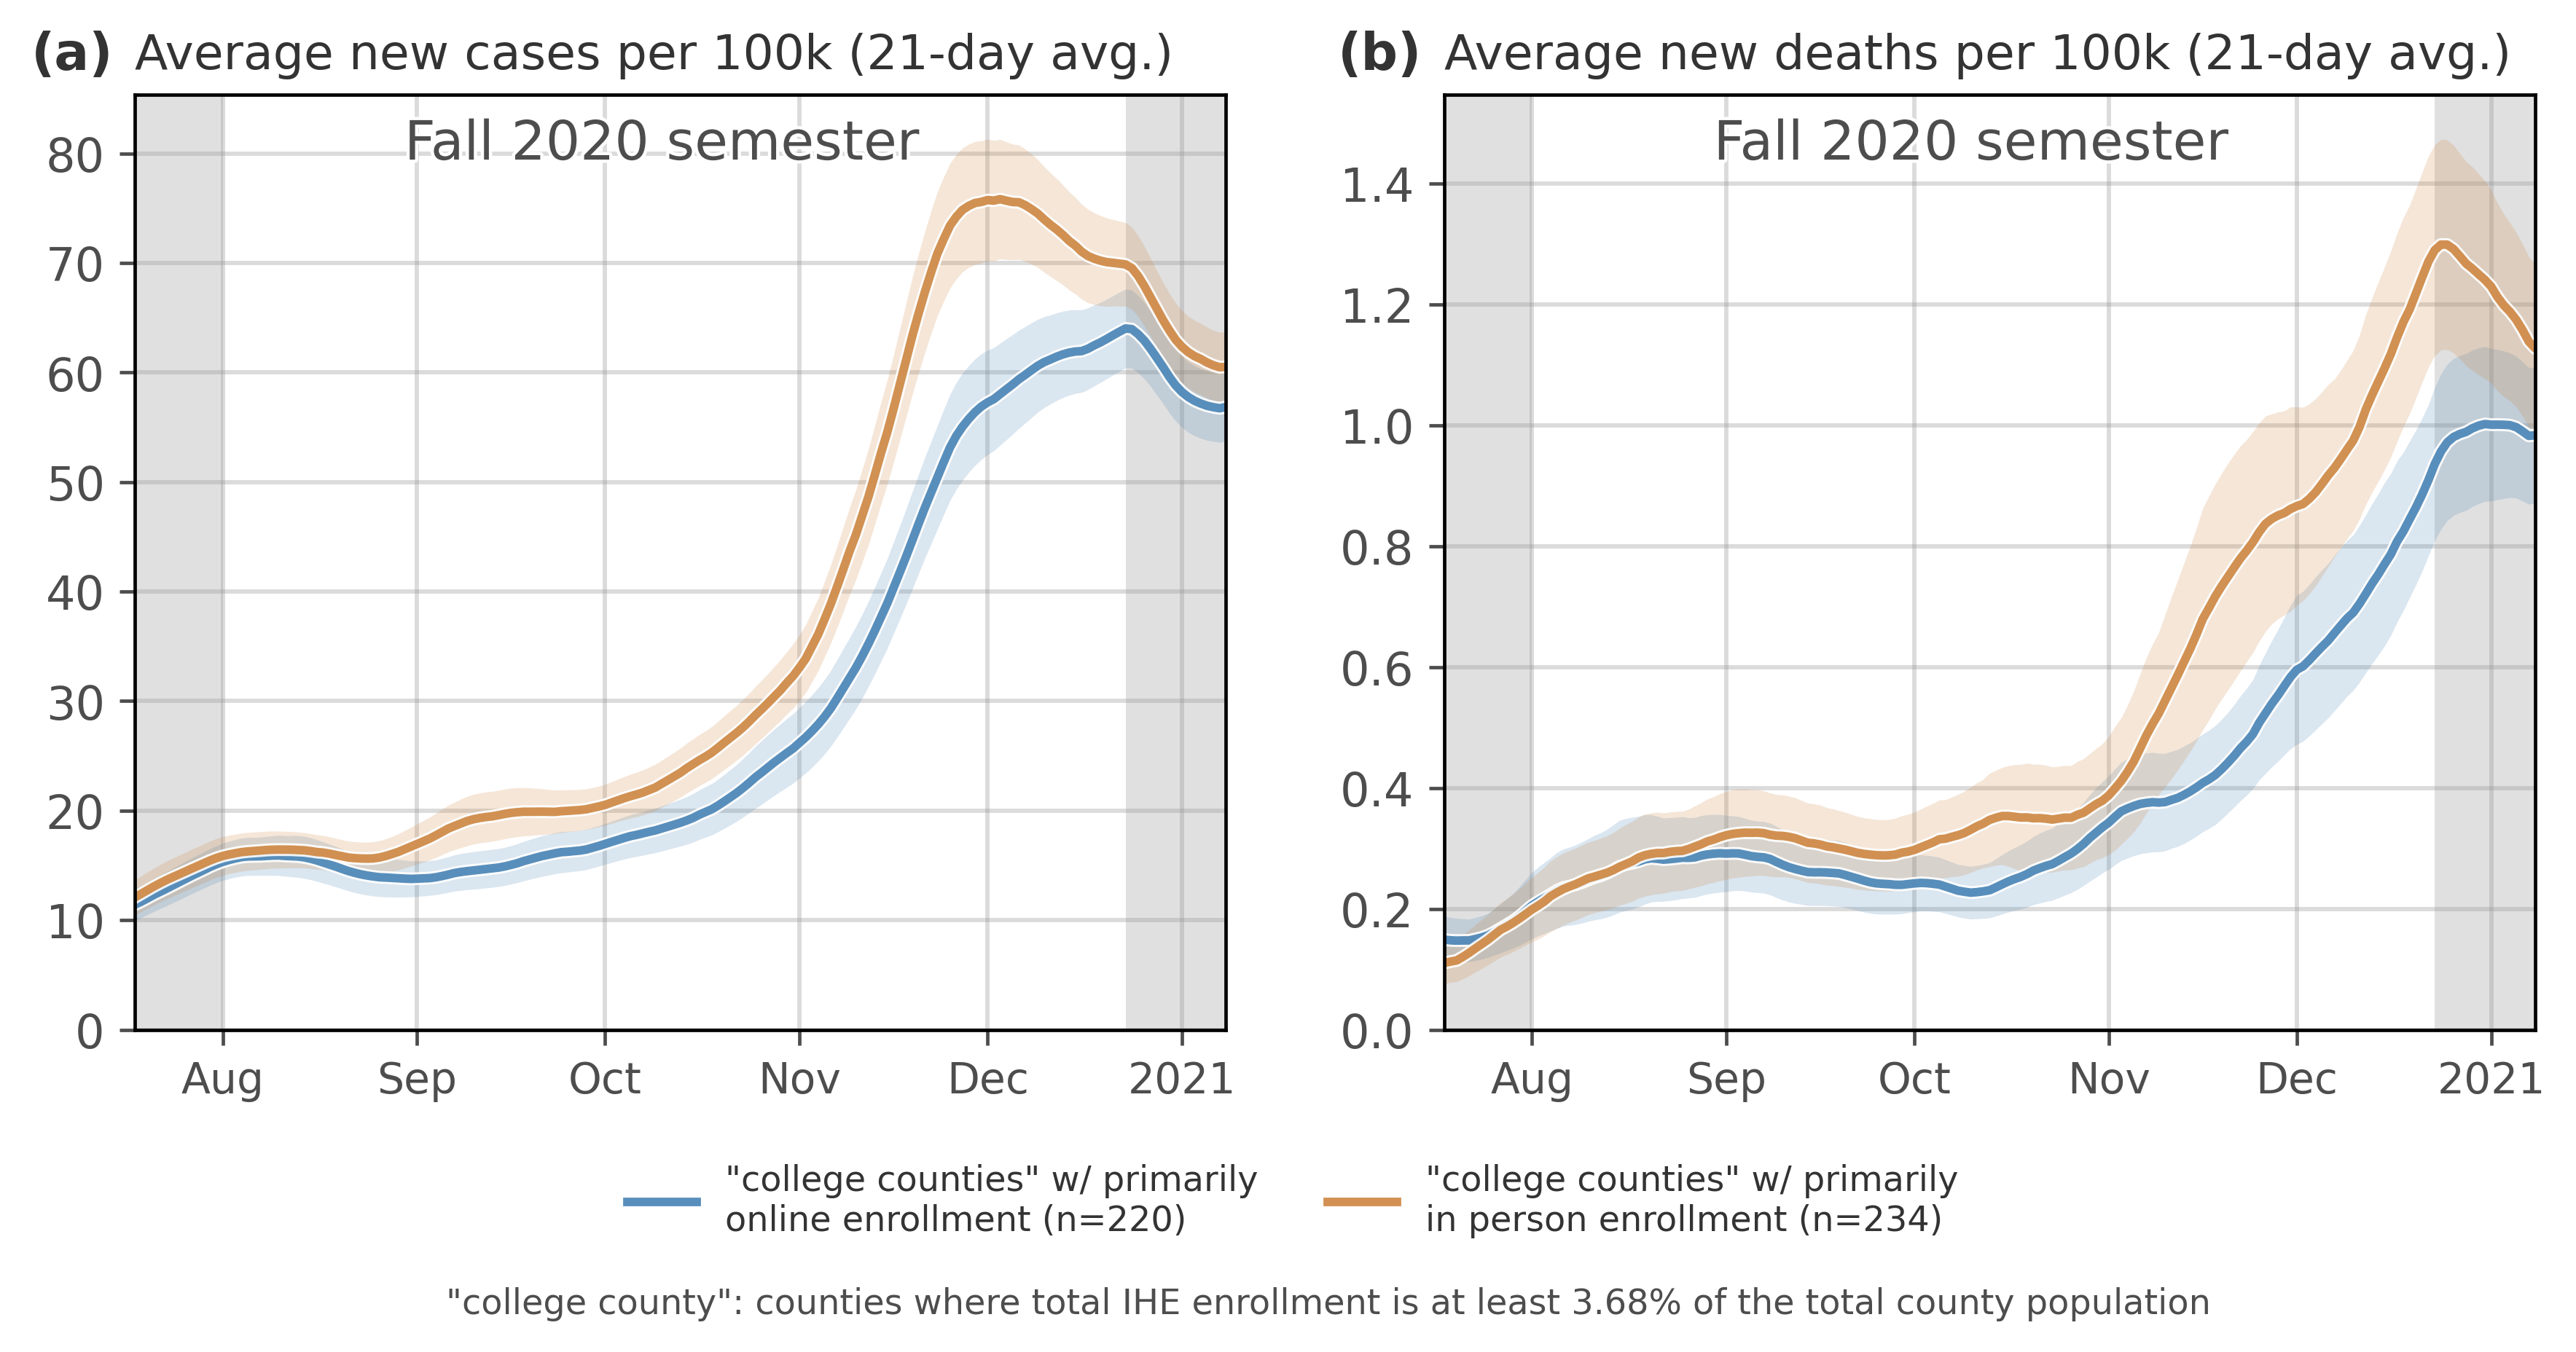 (a) Average new cases per 100k (21-day avg.)
Fall 2020 semester
80
70
60
50
40
30
20
10
0
Aug Sep Oct Nov Dec 2021
(b) Average new deaths per 100k (21-day avg.)
Fall 2020 semester
1.4
1.2
1.0
0.8
0.6
0.4
0.2
0.0
Aug Sep Oct Nov Dec 2021
"college counties" w/ primarily
online enrollment (n=220)
"college counties" w/ primarily
in person enrollment (n=234)
"college county": counties where total IHE enrollment is at least 3.68% of the total county population